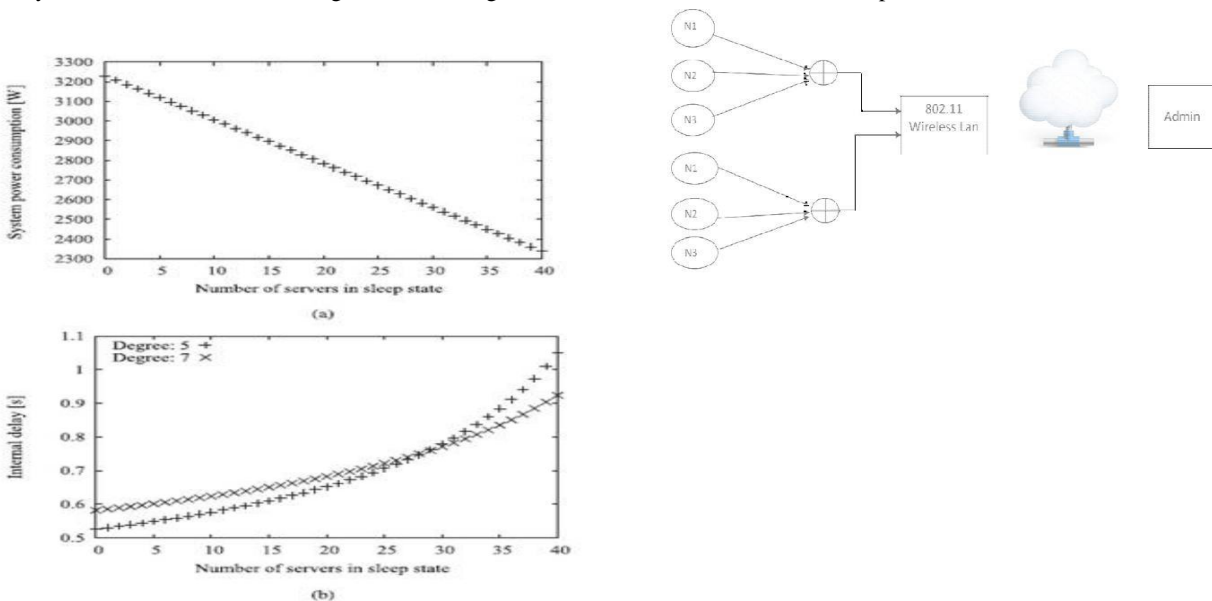 3300
3200
3100
3000
2900
2800
2700
2600
2500
2400
2300
System power consumption [W]
0 5 10 15 20 25 30 35 40
Number of servers in sleep state
(a)
1.1
1
0.9
0.8
0.7
0.6
0.5
Internal delay [s]
Degree: 5 +
Degree: 7 ×
0 5 10 15 20 25 30 35 40
Number of servers in sleep state
(b)
N1
N2
N3
N1
N2
N3
802.11
Wireless Lan
Admin